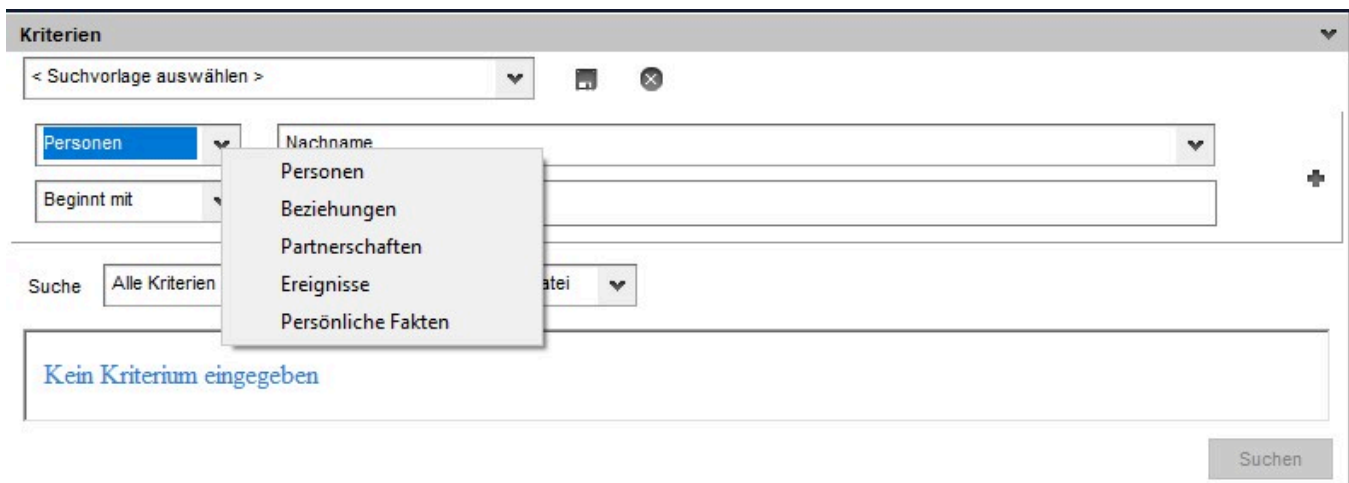 Kriterien
< Suchvorlage auswählen >
Personen
Nachname
Personen
Beziehungen
Partnerschaften
Ereignisse
Persönliche Fakten
Beginnt mit
Suche
Alle Kriterien
atei
Kein Kriterium eingegeben
Suchen